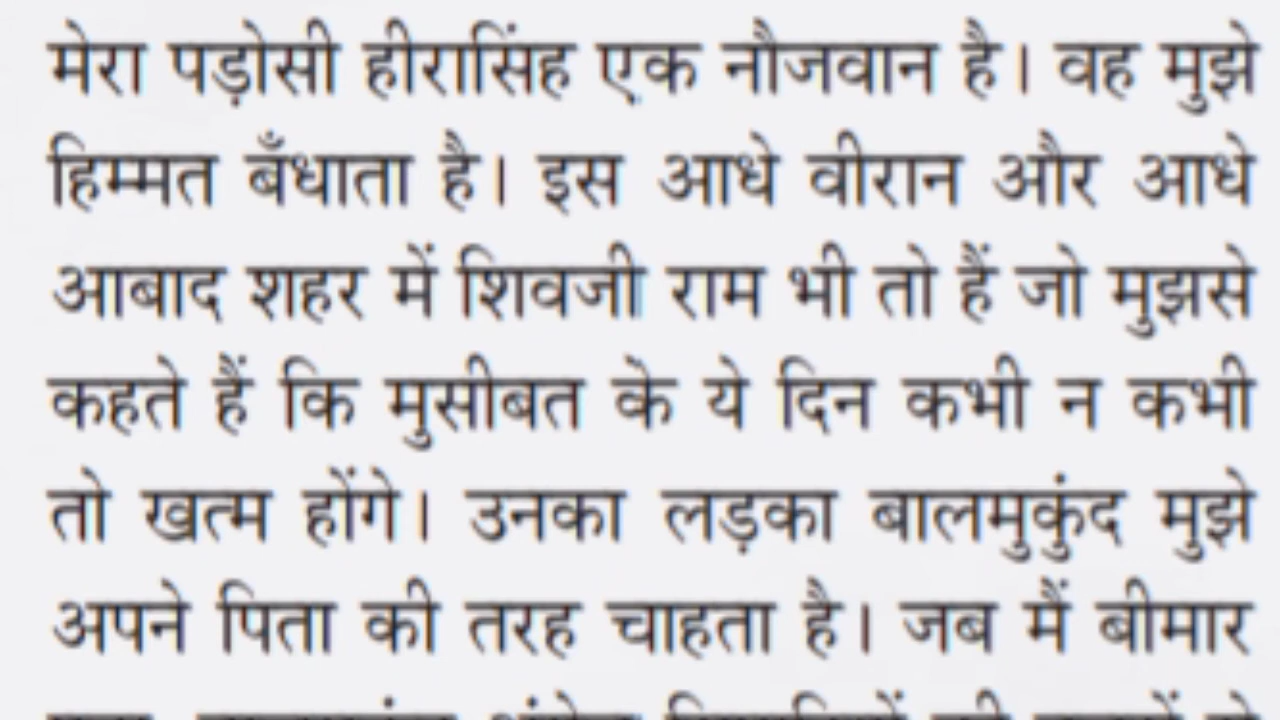 मेरा पड़ोसी हीरासिंह एक नौजवान है। वह मुझे
हिम्मत बँधाता है। इस आधे वीरान और आधे
आबाद शहर में शिवजी राम भी तो हैं जो मुझसे
कहते हैं कि मुसीबत के ये दिन कभी न कभी
तो खत्म होंगे। उनका लड़का बालमुकुंद मुझे
अपने पिता की तरह चाहता है। जब मैं बीमार